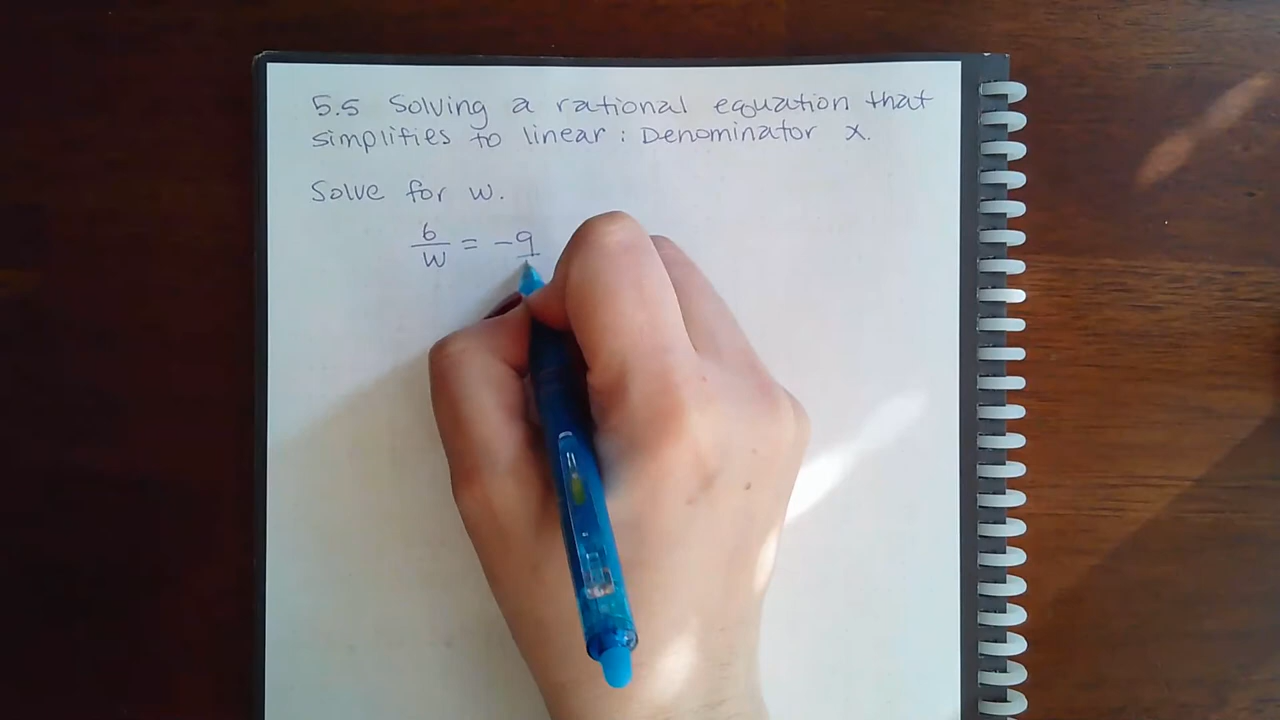 5.5 Solving a rational equation that
simplifies to linear: Denominator x.
Solve for w.
6/w = -9